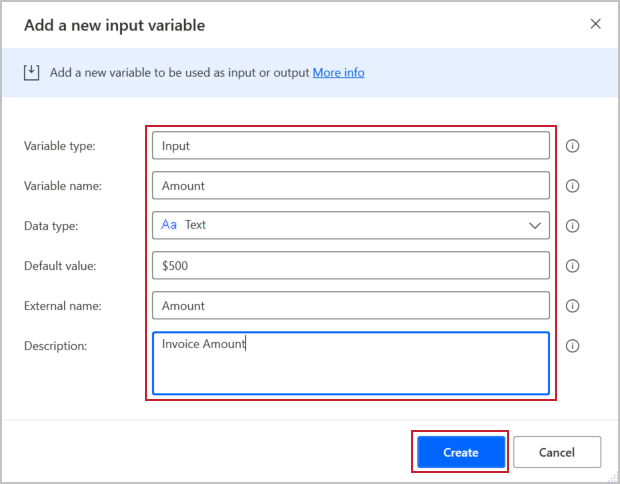 Add a new input variable
Add a new variable to be used as input or output More info
Variable type: Input
Variable name: Amount
Data type: Aa Text
Default value: $500
External name: Amount
Description: Invoice Amount
Create Cancel